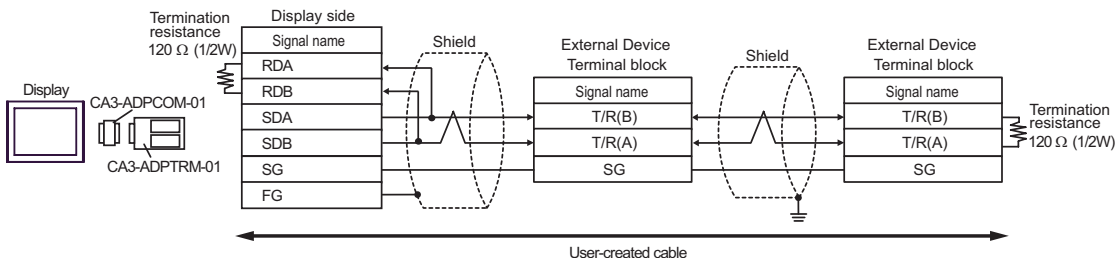 Termination
resistance
120 Ω (1/2W)
Display side
Signal name
RDA
RDB
SDA
SDB
SG
FG
Display
CA3-ADPCOM-01
CA3-ADPTRM-01
Shield
External Device
Terminal block
Signal name
T/R(B)
T/R(A)
SG
Shield
External Device
Terminal block
Signal name
T/R(B)
T/R(A)
SG
Termination
resistance
120 Ω (1/2W)
User-created cable